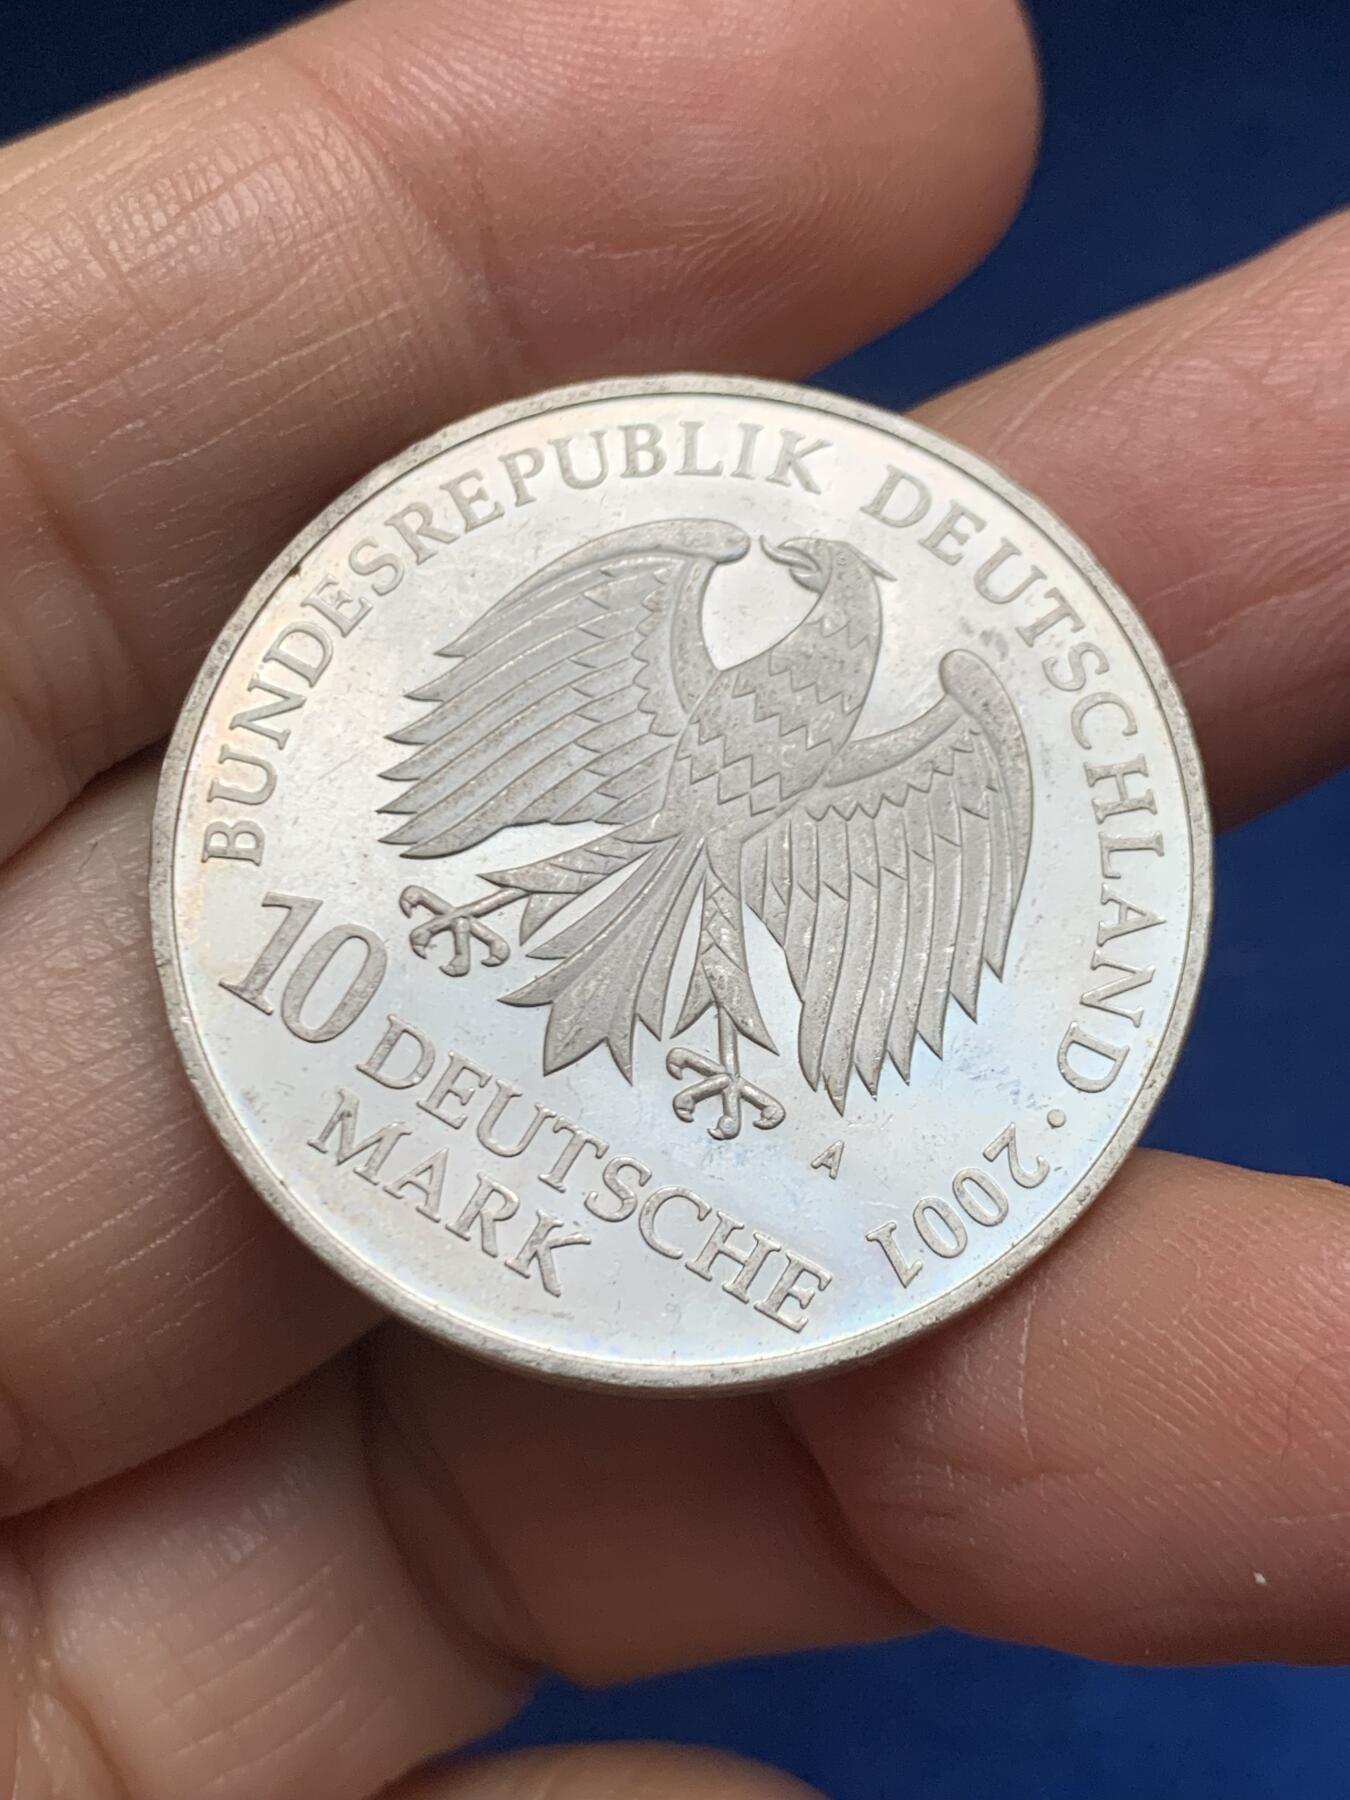 BUNDESREPUBLIK DEUTSCHLAND · 2001
10 DEUTSCHE
MARK
A